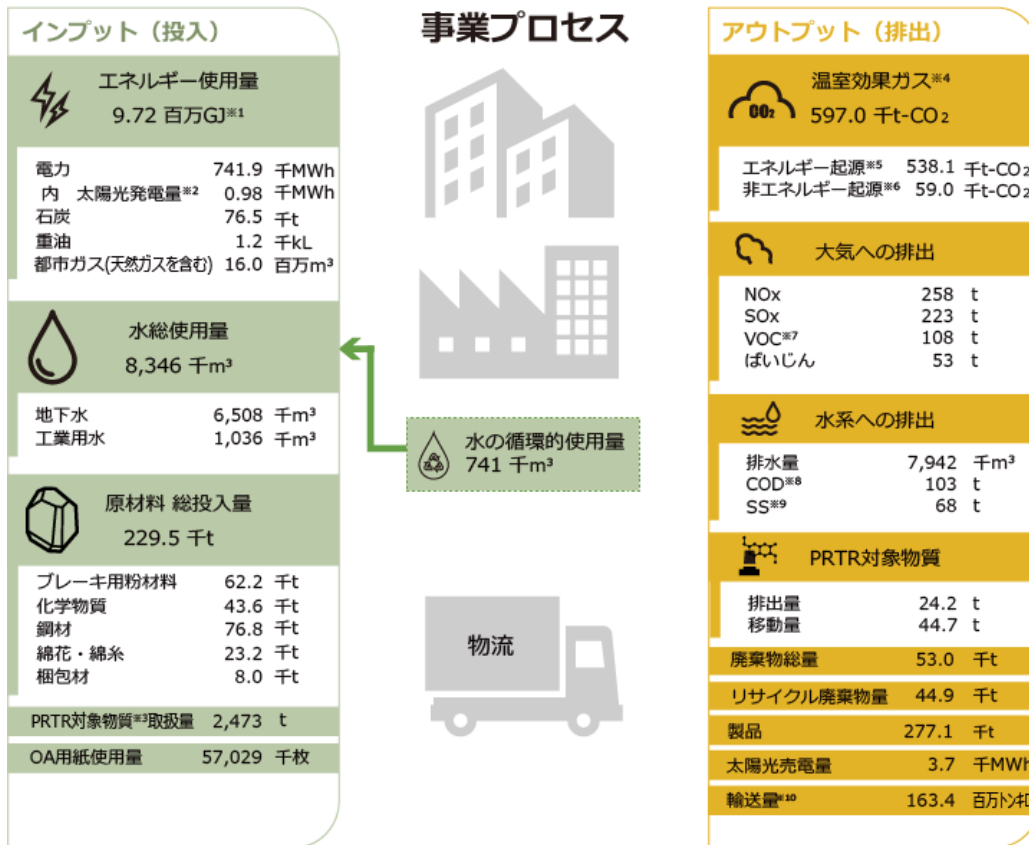 インプット（投入）
エネルギー使用量
9.72 百万GJ※1
電力 741.9 千MWh
内 太陽光発電量※2 0.98 千MWh
石炭 76.5 千t
重油 1.2 千kL
都市ガス(天然ガスを含む) 16.0 百万m³
水総使用量
8,346 千m³
地下水 6,508 千m³
工業用水 1,036 千m³
原材料 総投入量
229.5 千t
ブレーキ用粉材料 62.2 千t
化学物質 43.6 千t
鋼材 76.8 千t
綿花・綿糸 23.2 千t
梱包材 8.0 千t
PRTR対象物質※3取扱量 2,473 t
OA用紙使用量 57,029 千枚
事業プロセス
水の循環的使用量
741 千m³
物流
アウトプット（排出）
CO₂
温室効果ガス※4
597.0 千t-CO₂
エネルギー起源※5 538.1 千t-CO₂
非エネルギー起源※6 59.0 千t-CO₂
大気への排出
NOx 258 t
SOx 223 t
VOC※7 108 t
ばいじん 53 t
水系への排出
排水量 7,942 千m³
COD※8 103 t
SS※9 68 t
PRTR対象物質
排出量 24.2 t
移動量 44.7 t
廃棄物総量 53.0 千t
リサイクル廃棄物量 44.9 千t
製品 277.1 千t
太陽光売電量 3.7 千MWh
輸送量※10 163.4 百万トンキロ